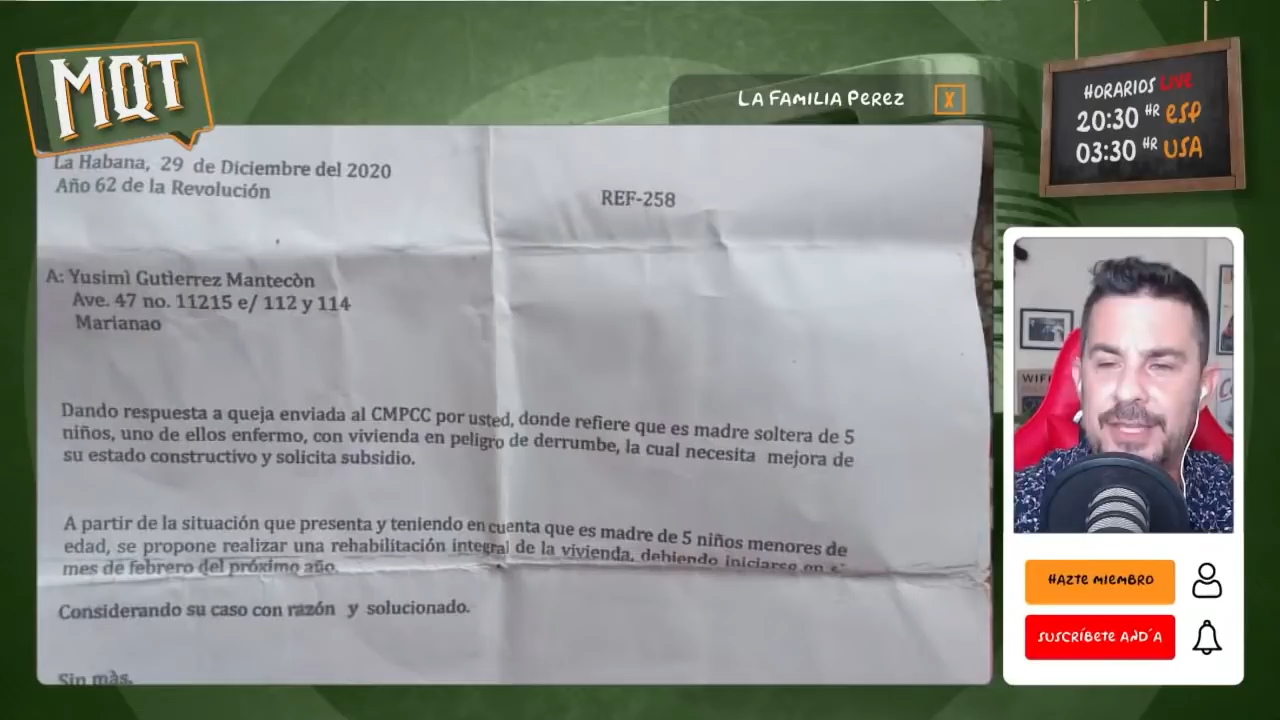 MQT
LA FAMILIA PEREZ
X
HORARIOS LIVE
20:30 HR esp
03:30 HR USA
La Habana, 29 de Diciembre del 2020
Año 62 de la Revolución
REF-258
A: Yusimì Gutìerrez Mantecòn
Ave. 47 no. 11215 e/ 112 y 114
Marianao
Dando respuesta a queja enviada al CMPCC por usted, donde refiere que es madre soltera de 5
niños, uno de ellos enfermo, con vivienda en peligro de derrumbe, la cual necesita mejora de
su estado constructivo y solicita subsidio.
A partir de la situación que presenta y teniendo en cuenta que es madre de 5 niños menores de
edad, se propone realizar una rehabilitación integral de la vivienda, debiendo iniciarse en
mes de febrero del próximo año.
Considerando su caso con razón y solucionado.
Sin màs.
WIFI
HAZTE MIEMBRO
SUSCRÍBETE AND´A